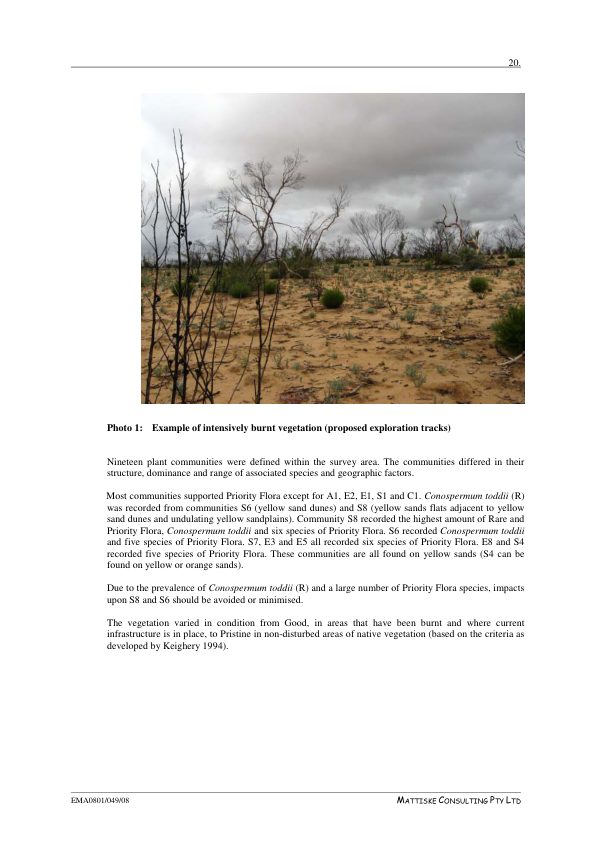 20.
Photo 1: Example of intensively burnt vegetation (proposed exploration tracks)
Nineteen plant communities were defined within the survey area. The communities differed in their
structure, dominance and range of associated species and geographic factors.
Most communities supported Priority Flora except for A1, E2, E1, S1 and C1. Conospermum toddii (R)
was recorded from communities S6 (yellow sand dunes) and S8 (yellow sands flats adjacent to yellow
sand dunes and undulating yellow sandplains). Community S8 recorded the highest amount of Rare and
Priority Flora, Conospermum toddii and six species of Priority Flora. S6 recorded Conospermum toddii
and five species of Priority Flora. S7, E3 and E5 all recorded six species of Priority Flora. E8 and S4
recorded five species of Priority Flora. These communities are all found on yellow sands (S4 can be
found on yellow or orange sands).
Due to the prevalence of Conospermum toddii (R) and a large number of Priority Flora species, impacts
upon S8 and S6 should be avoided or minimised.
The vegetation varied in condition from Good, in areas that have been burnt and where current
infrastructure is in place, to Pristine in non-disturbed areas of native vegetation (based on the criteria as
developed by Keighery 1994).
EMA0801/049/08
MATTISKE CONSULTING PTY LTD